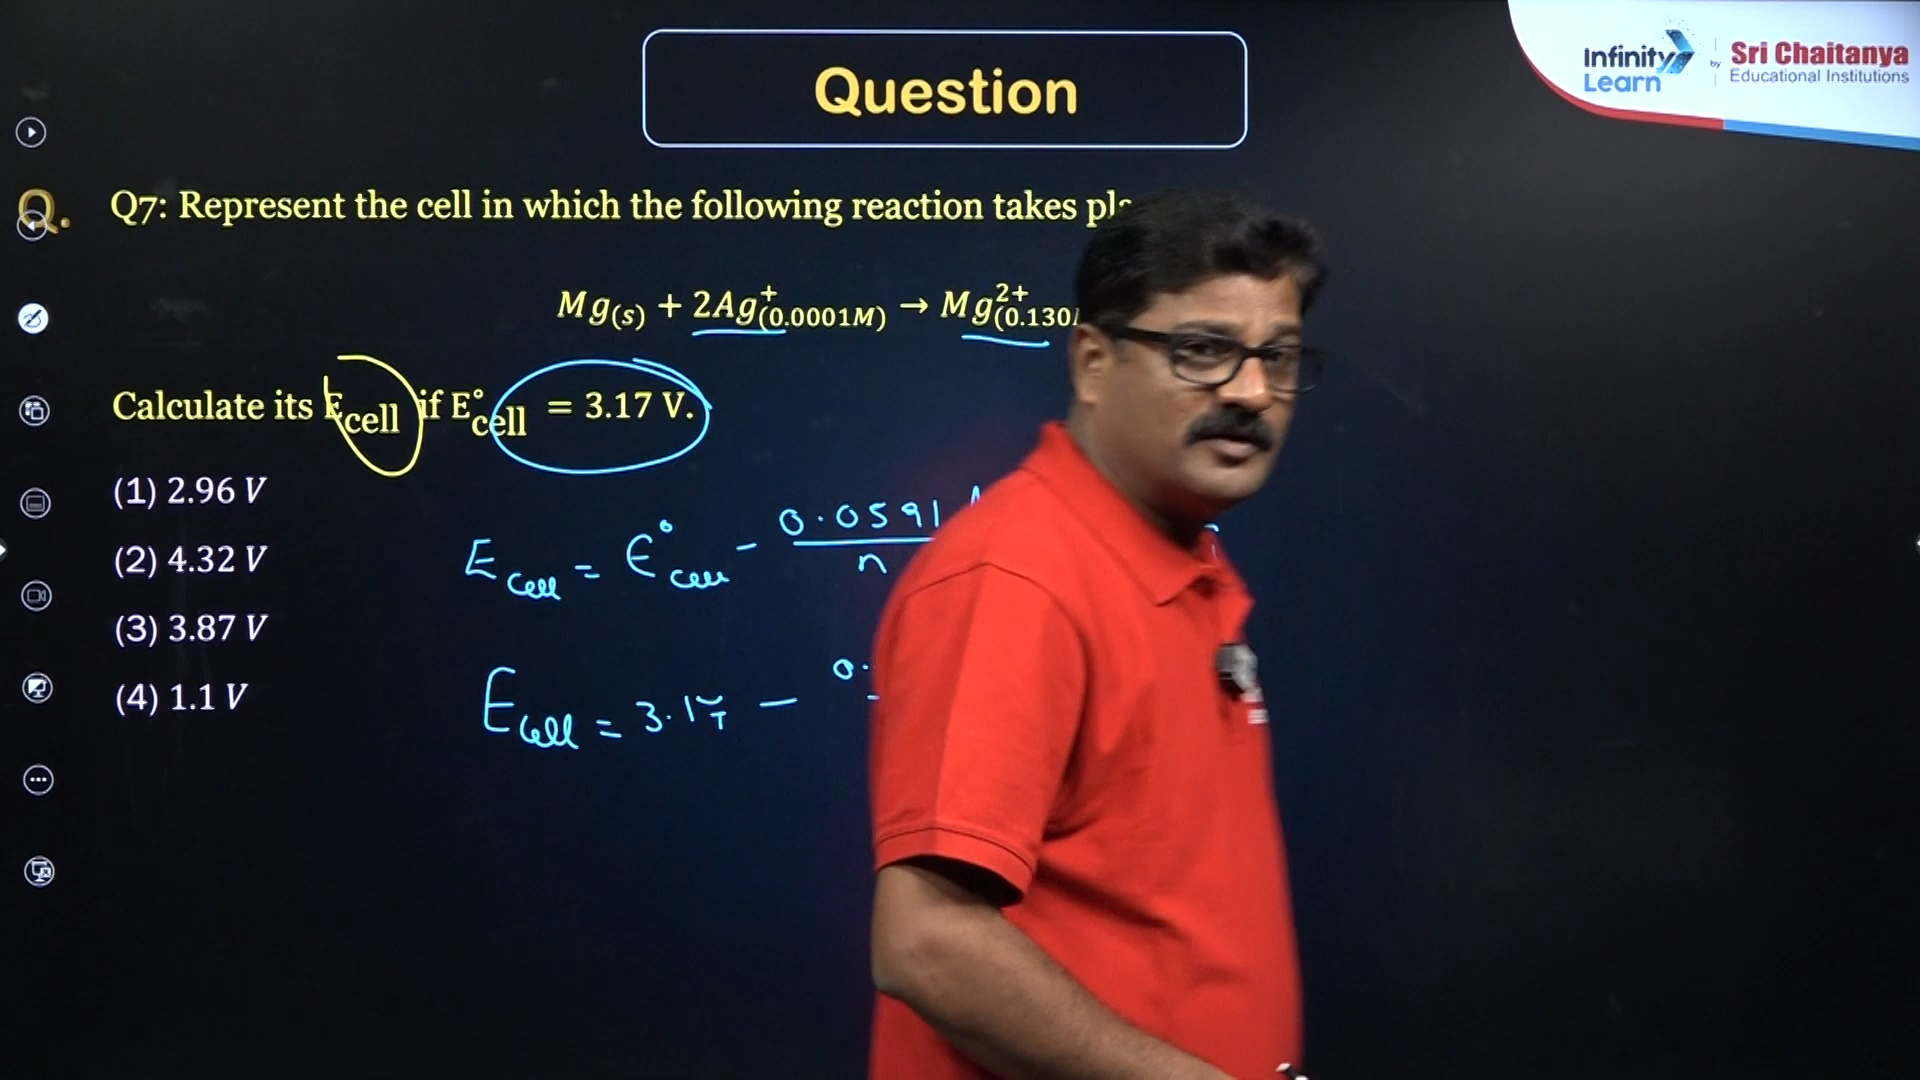 Question
Infinity Learn by Sri Chaitanya Educational Institutions
Q.
Q7: Represent the cell in which the following reaction takes
Mg(s) + 2Ag⁺(0.0001M) → Mg²⁺(0.130
Calculate its Ecell if E°cell = 3.17 V.
(1) 2.96 V
(2) 4.32 V
(3) 3.87 V
(4) 1.1 V
Ecell = E°cell - 0.0591 / n
Ecell = 3.17 - 0.